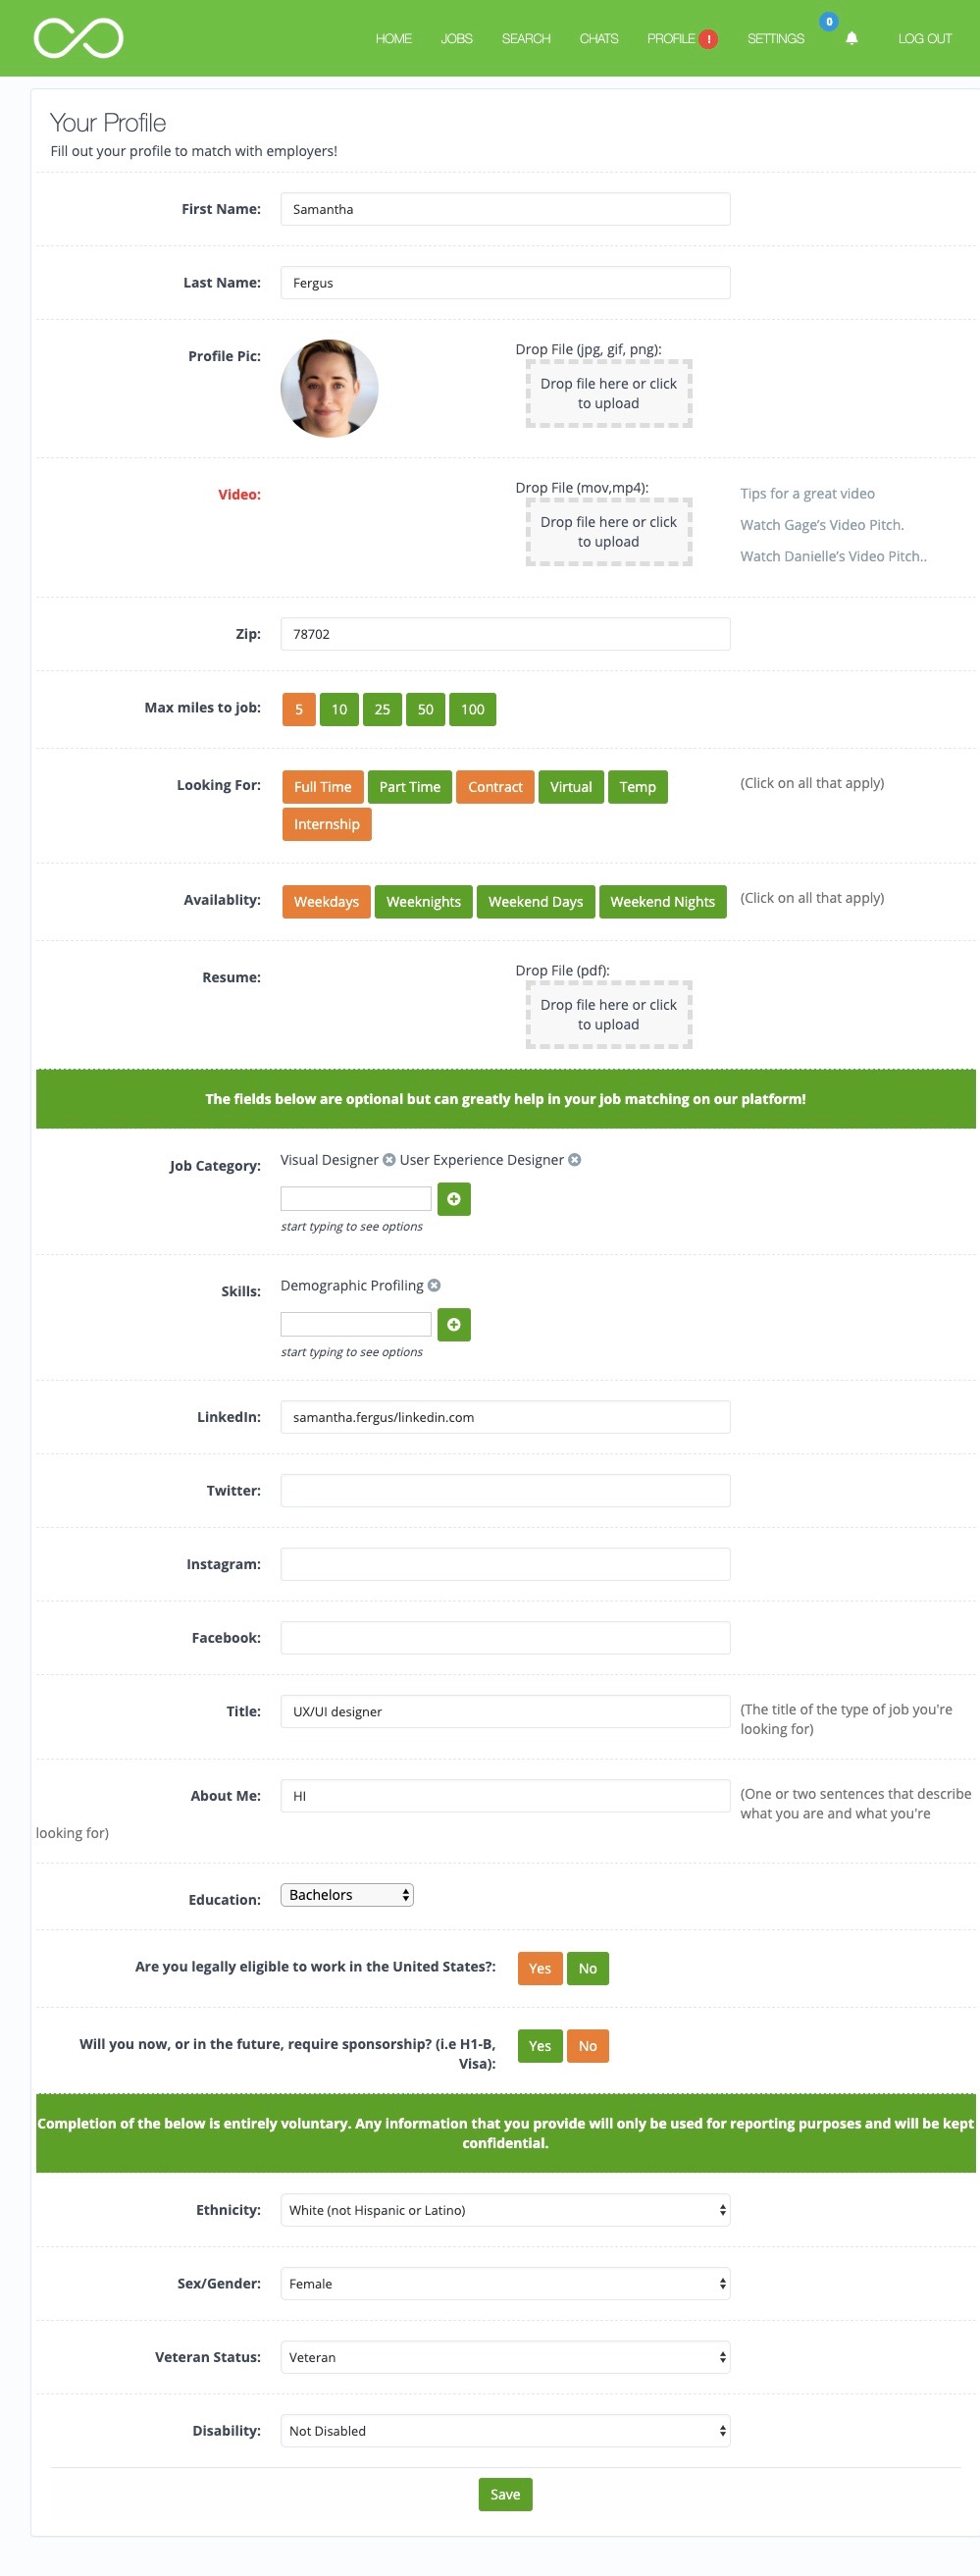 HOME JOBS SEARCH CHATS PROFILE ! SETTINGS 0 LOG OUT
Your Profile
Fill out your profile to match with employers!
First Name: Samantha
Last Name: Fergus
Profile Pic: Drop File (jpg, gif, png):
Drop file here or click
to upload
Video: Drop File (mov,mp4):
Drop file here or click
to upload
Tips for a great video
Watch Gage’s Video Pitch.
Watch Danielle’s Video Pitch..
Zip: 78702
Max miles to job: 5 10 25 50 100
Looking For: Full Time Part Time Contract Virtual Temp (Click on all that apply)
Internship
Availablity: Weekdays Weeknights Weekend Days Weekend Nights (Click on all that apply)
Resume: Drop File (pdf):
Drop file here or click
to upload
The fields below are optional but can greatly help in your job matching on our platform!
Job Category: Visual Designer User Experience Designer
start typing to see options
Skills: Demographic Profiling
start typing to see options
LinkedIn: samantha.fergus/linkedin.com
Twitter:
Instagram:
Facebook:
Title: UX/UI designer (The title of the type of job you're
looking for)
About Me: HI (One or two sentences that describe
what you are and what you're
looking for)
Education: Bachelors
Are you legally eligible to work in the United States?: Yes No
Will you now, or in the future, require sponsorship? (i.e H1-B, Yes No
Visa):
Completion of the below is entirely voluntary. Any information that you provide will only be used for reporting purposes and will be kept
confidential.
Ethnicity: White (not Hispanic or Latino)
Sex/Gender: Female
Veteran Status: Veteran
Disability: Not Disabled
Save